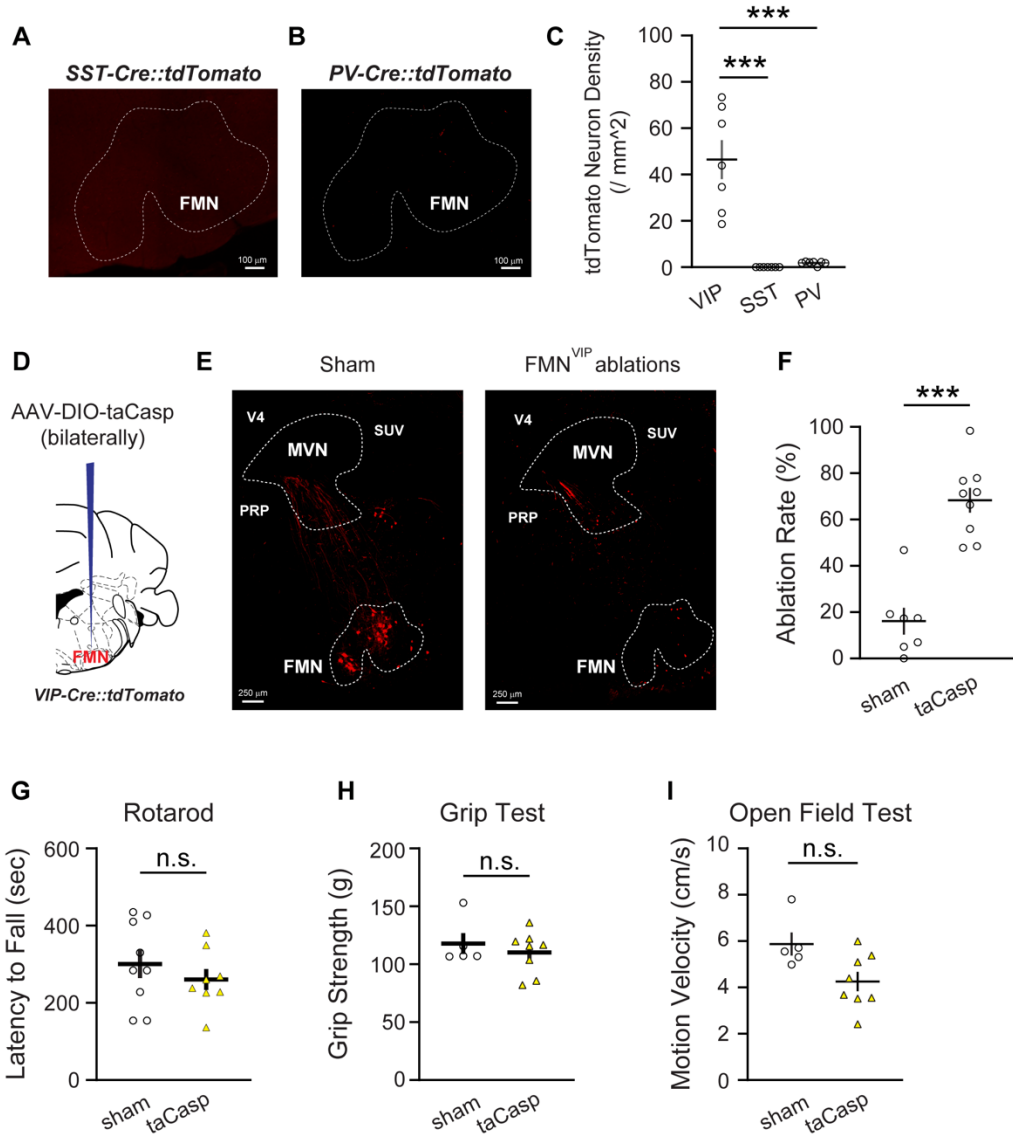 A
SST-Cre::tdTomato
FMN
100 μm
B
PV-Cre::tdTomato
FMN
100 μm
C
tdTomato Neuron Density
(/ mm^2)
100
80
60
40
20
0
***
***
VIP
SST
PV
D
AAV-DIO-taCasp
(bilaterally)
FMN
VIP-Cre::tdTomato
E
Sham
V4
MVN
SUV
PRP
FMN
250 μm
FMN^VIP ablations
V4
MVN
SUV
PRP
FMN
250 μm
F
Ablation Rate (%)
100
80
60
40
20
0
***
sham
taCasp
G
Rotarod
Latency to Fall (sec)
600
400
200
0
n.s.
sham
taCasp
H
Grip Test
Grip Strength (g)
200
150
100
50
0
n.s.
sham
taCasp
I
Open Field Test
Motion Velocity (cm/s)
10
8
6
4
2
0
n.s.
sham
taCasp